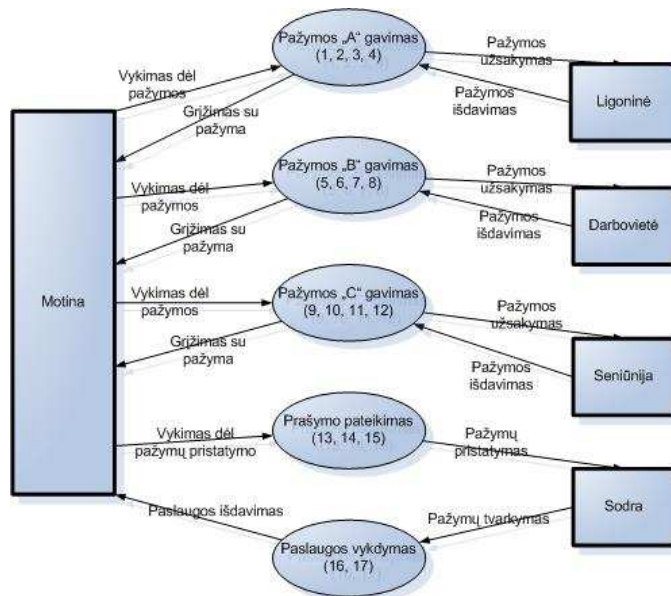 Pažymos „A“ gavimas
(1, 2, 3, 4)
Pažymos
užsakymas
Vykimas dėl
pažymos
Ligoninė
Pažymos
išdavimas
Grįžimas su
pažyma
Pažymos „B“ gavimas
(5, 6, 7, 8)
Pažymos
užsakymas
Vykimas dėl
pažymos
Darbovietė
Pažymos
išdavimas
Grįžimas su
pažyma
Motina
Pažymos „C“ gavimas
(9, 10, 11, 12)
Vykimas dėl
pažymos
Pažymos
užsakymas
Grįžimas su
pažyma
Pažymos
išdavimas
Seniūnija
Prašymo pateikimas
(13, 14, 15)
Vykimas dėl
pažymų pristatymo
Pažymų
pristatymas
Sodra
Paslaugos išdavimas
Pažymų tvarkymas
Paslaugos vykdymas
(16, 17)